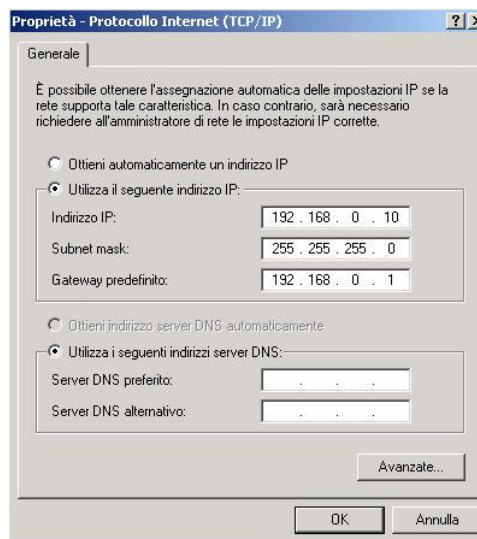 Proprietà - Protocollo Internet (TCP/IP)
Generale
È possibile ottenere l'assegnazione automatica delle impostazioni IP se la
rete supporta tale caratteristica. In caso contrario, sarà necessario
richiedere all'amministratore di rete le impostazioni IP corrette.
Ottieni automaticamente un indirizzo IP
Utilizza il seguente indirizzo IP:
Indirizzo IP: 192 . 168 . 0 . 10
Subnet mask: 255 . 255 . 255 . 0
Gateway predefinito: 192 . 168 . 0 . 1
Ottieni indirizzo server DNS automaticamente
Utilizza i seguenti indirizzi server DNS:
Server DNS preferito: . . .
Server DNS alternativo: . . .
Avanzate...
OK Annulla